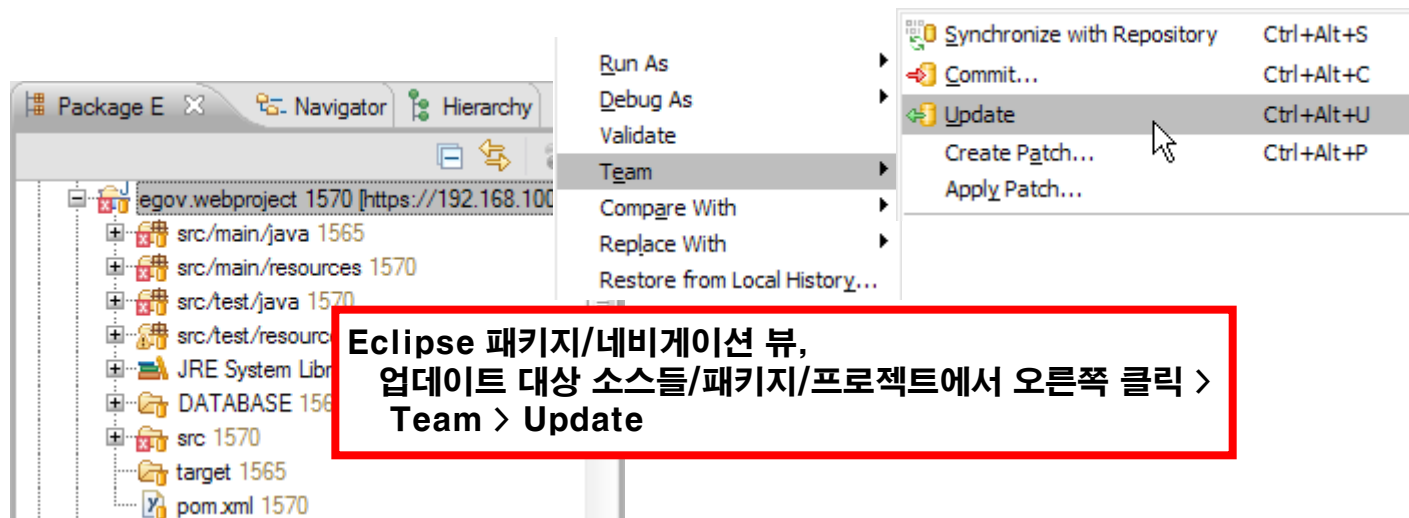 Package E
Navigator
Hierarchy
egov.webproject 1570 [https://192.168.100
src/main/java 1565
src/main/resources 1570
src/test/java 1570
src/test/resourc
JRE System Libr
DATABASE 156
src 1570
target 1565
pom.xml 1570
Run As
Debug As
Validate
Team
Compare With
Replace With
Restore from Local History...
Synchronize with Repository Ctrl+Alt+S
Commit... Ctrl+Alt+C
Update Ctrl+Alt+U
Create Patch... Ctrl+Alt+P
Apply Patch...
Eclipse 패키지/네비게이션 뷰,
업데이트 대상 소스들/패키지/프로젝트에서 오른쪽 클릭 >
Team > Update